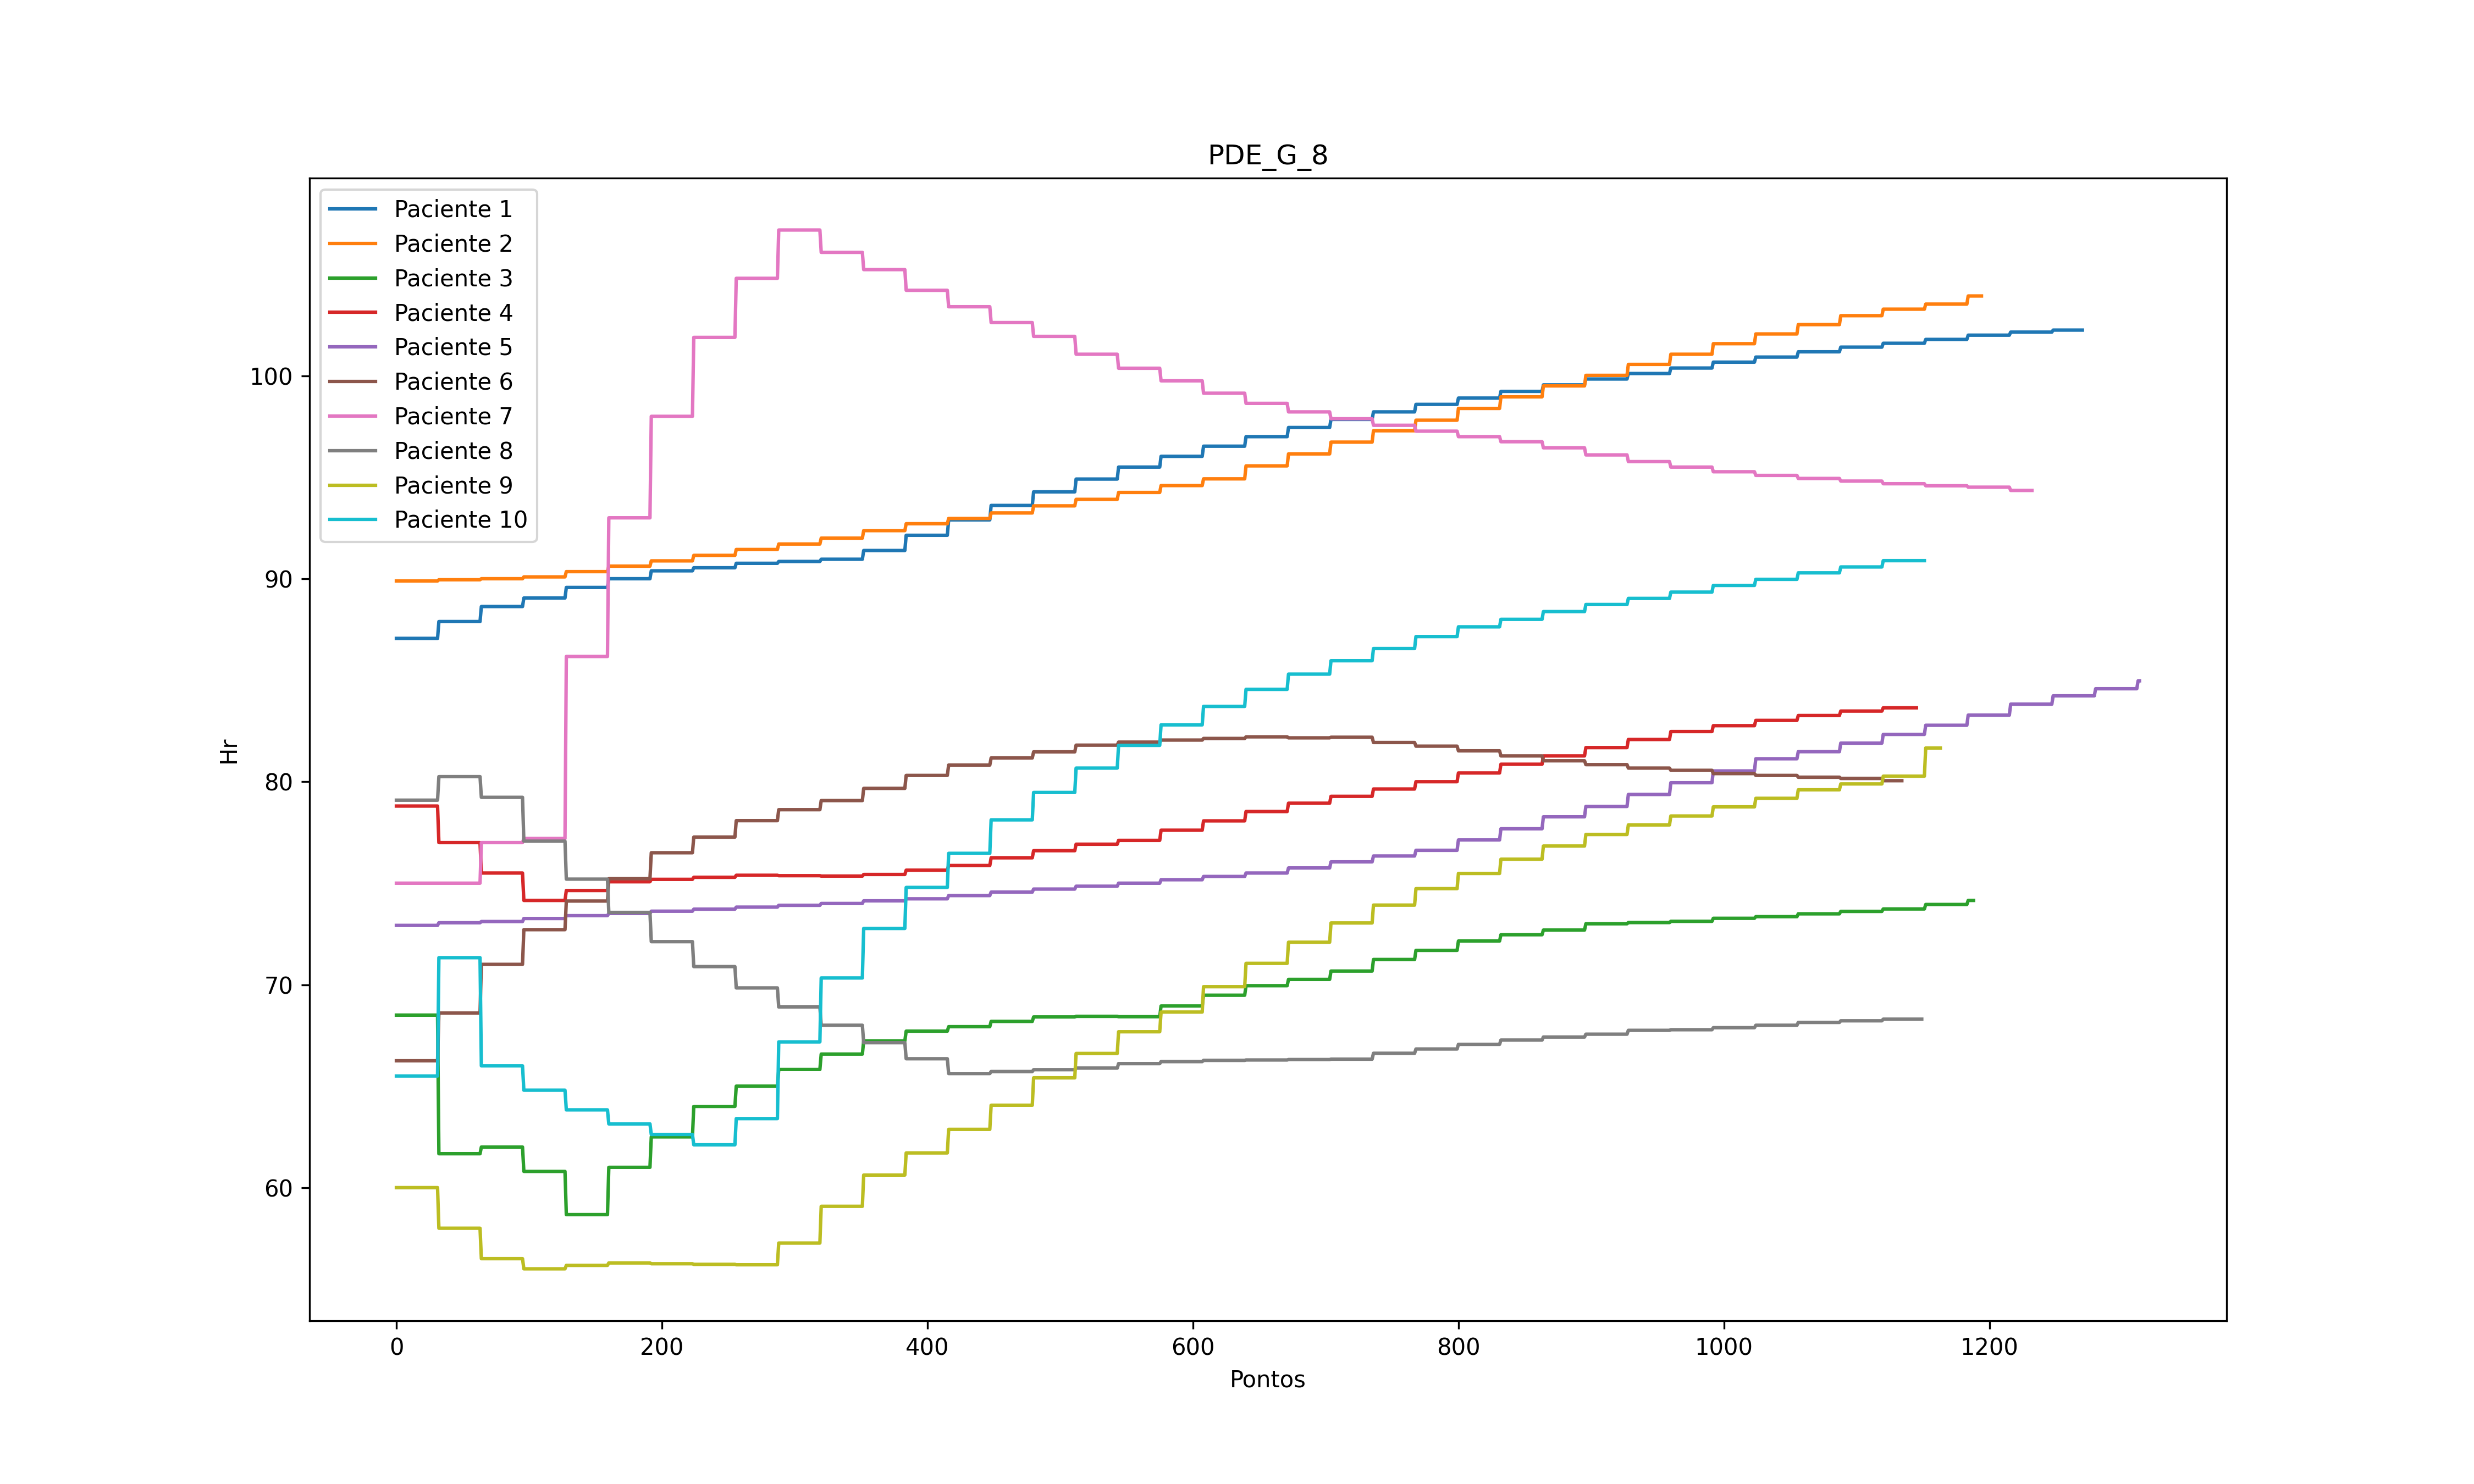 PDE_G_8
Paciente 1
Paciente 2
Paciente 3
Paciente 4
Paciente 5
Paciente 6
Paciente 7
Paciente 8
Paciente 9
Paciente 10
Hr
100
90
80
70
60
0 200 400 600 800 1000 1200
Pontos